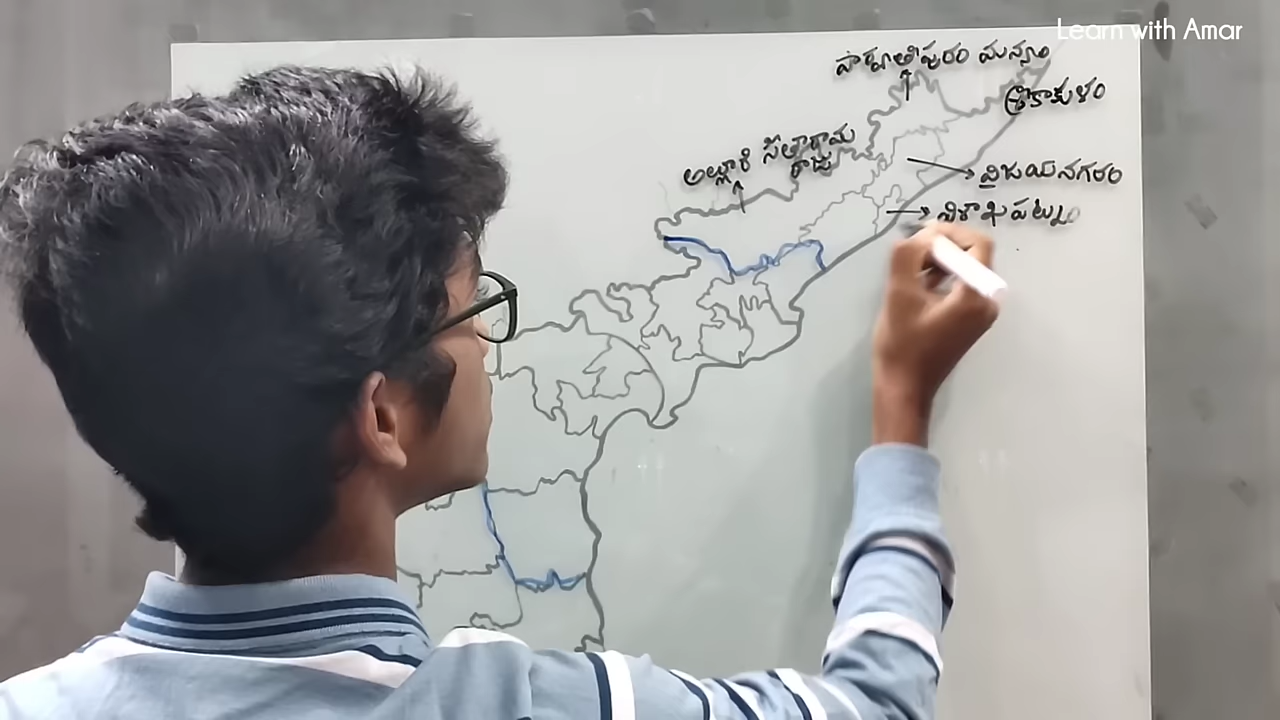 Learn with Amar
పార్వతీపురం మన్యం
శ్రీకాకుళం
అల్లూరి సీతారామ
రాజు
విజయనగరం
విశాఖపట్నం